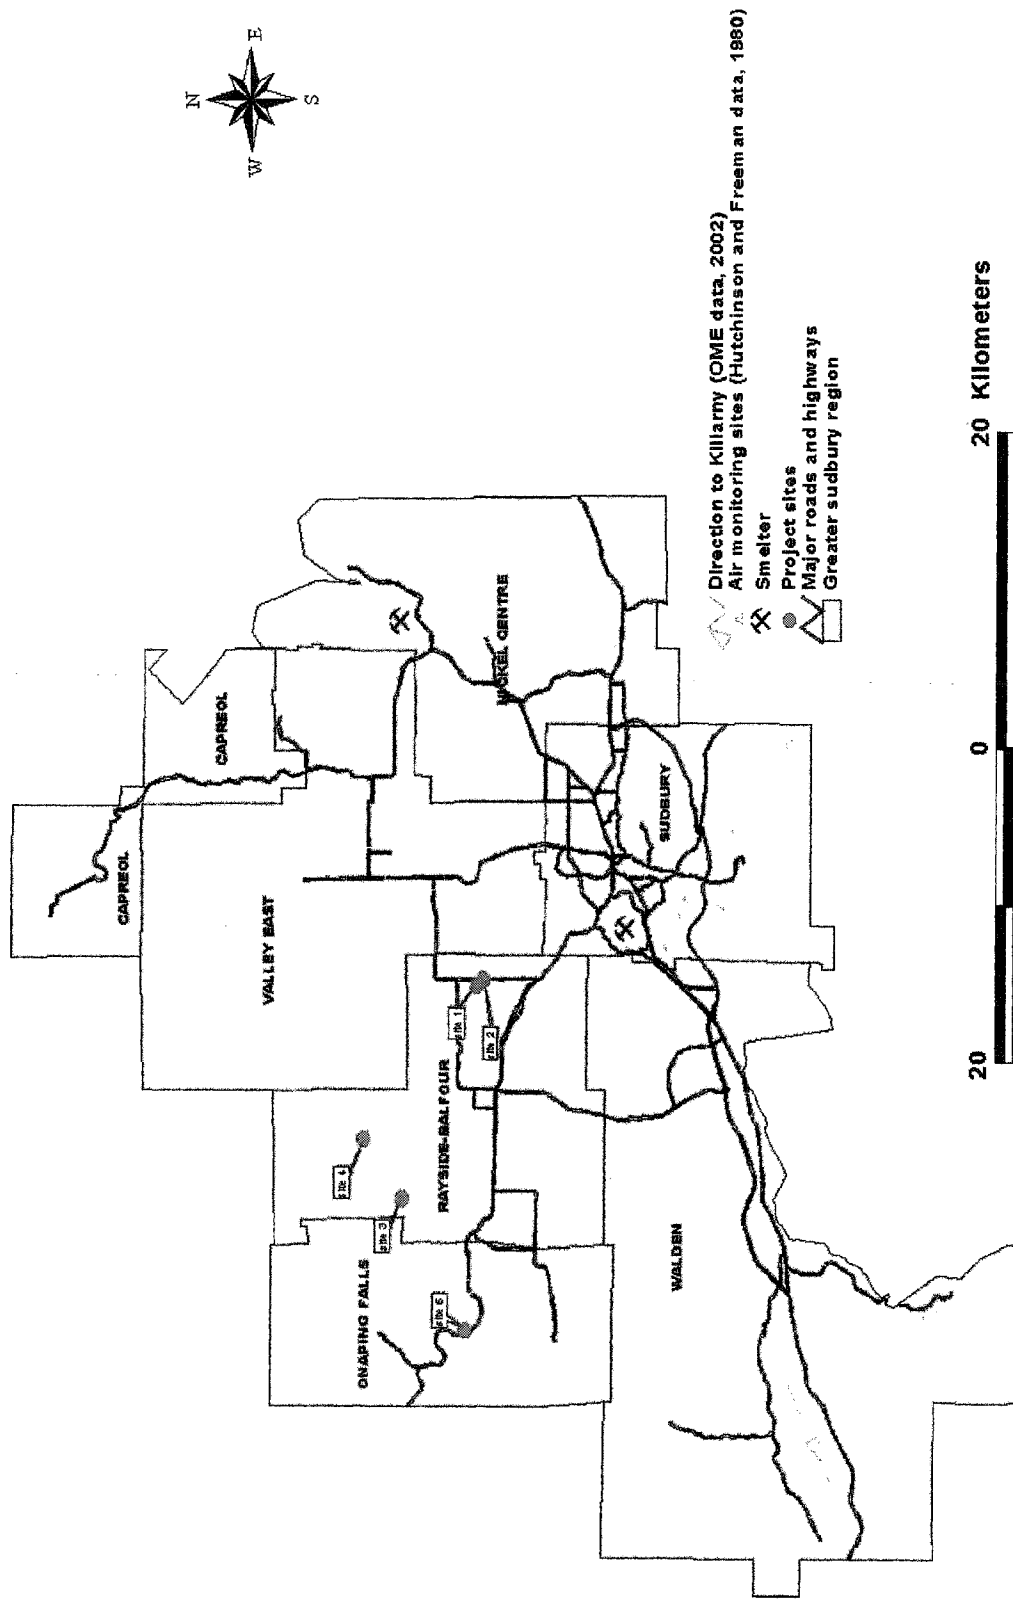 CAPREOL
N
CAPREOL
W E
VALLEY EAST
S
site 4
ONAPING FALLS
site 3
site
RAYSIDE-BALFOUR
site 1
site 2
NICKEL CENTRE
SUDBURY
WALDEN
Direction to Killarny (OME data, 2002)
Air monitoring sites (Hutchinson and Freeman data, 1980)
Smelter
Project sites
Major roads and highways
Greater sudbury region
20 0 20 Kilometers